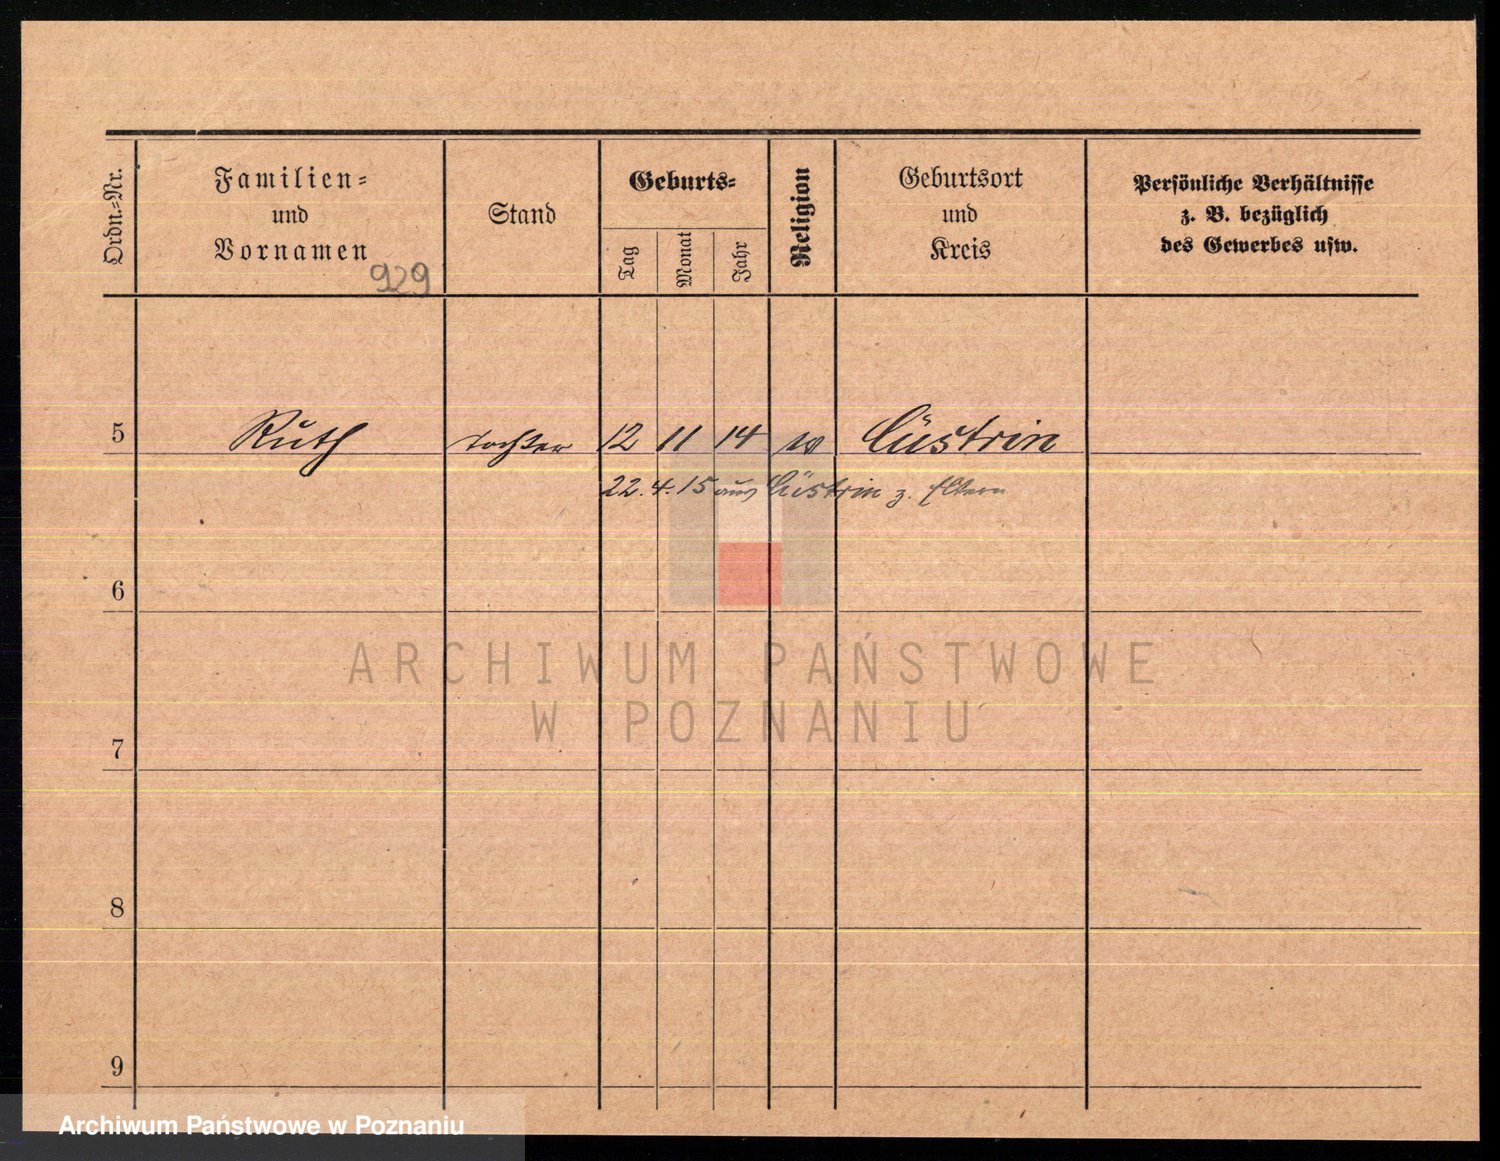 Ordn.-Nr.
Familien-
und
Vornamen
929
Stand
Geburts-
Tag
Monat
Jahr
Religion
Geburtsort
und
Kreis
Persönliche Verhältnisse
z. B. bezüglich
des Gewerbes usw.
5 Ruth Tochter 12 11 14 Cüstrin
22.4.15 aus Cüstrin z. Eltern
6
ARCHIWUM PAŃSTWOWE
W POZNANIU
7
8
9
Archiwum Państwowe w Poznaniu